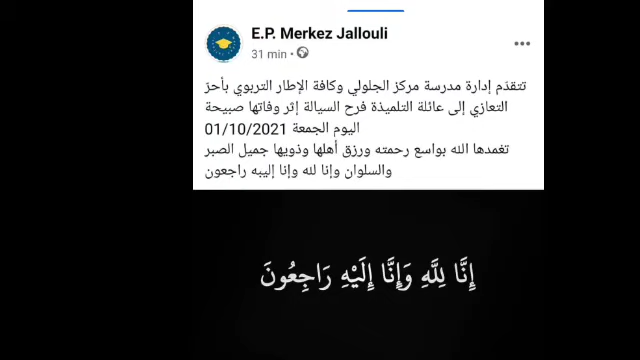 E.P. Merkez Jallouli
31 min
تتقدّم إدارة مدرسة مركز الجلولي وكافة الإطار التربوي بأحرّ
التعازي إلى عائلة التلميذة فرح السيالة إثر وفاتها صبيحة
اليوم الجمعة 01/10/2021
تغمدها الله بواسع رحمته ورزق أهلها وذويها جميل الصبر
والسلوان وإنا لله وإنا إليبه راجعون
إِنَّا لِلَّهِ وَإِنَّا إِلَيْهِ رَاجِعُونَ